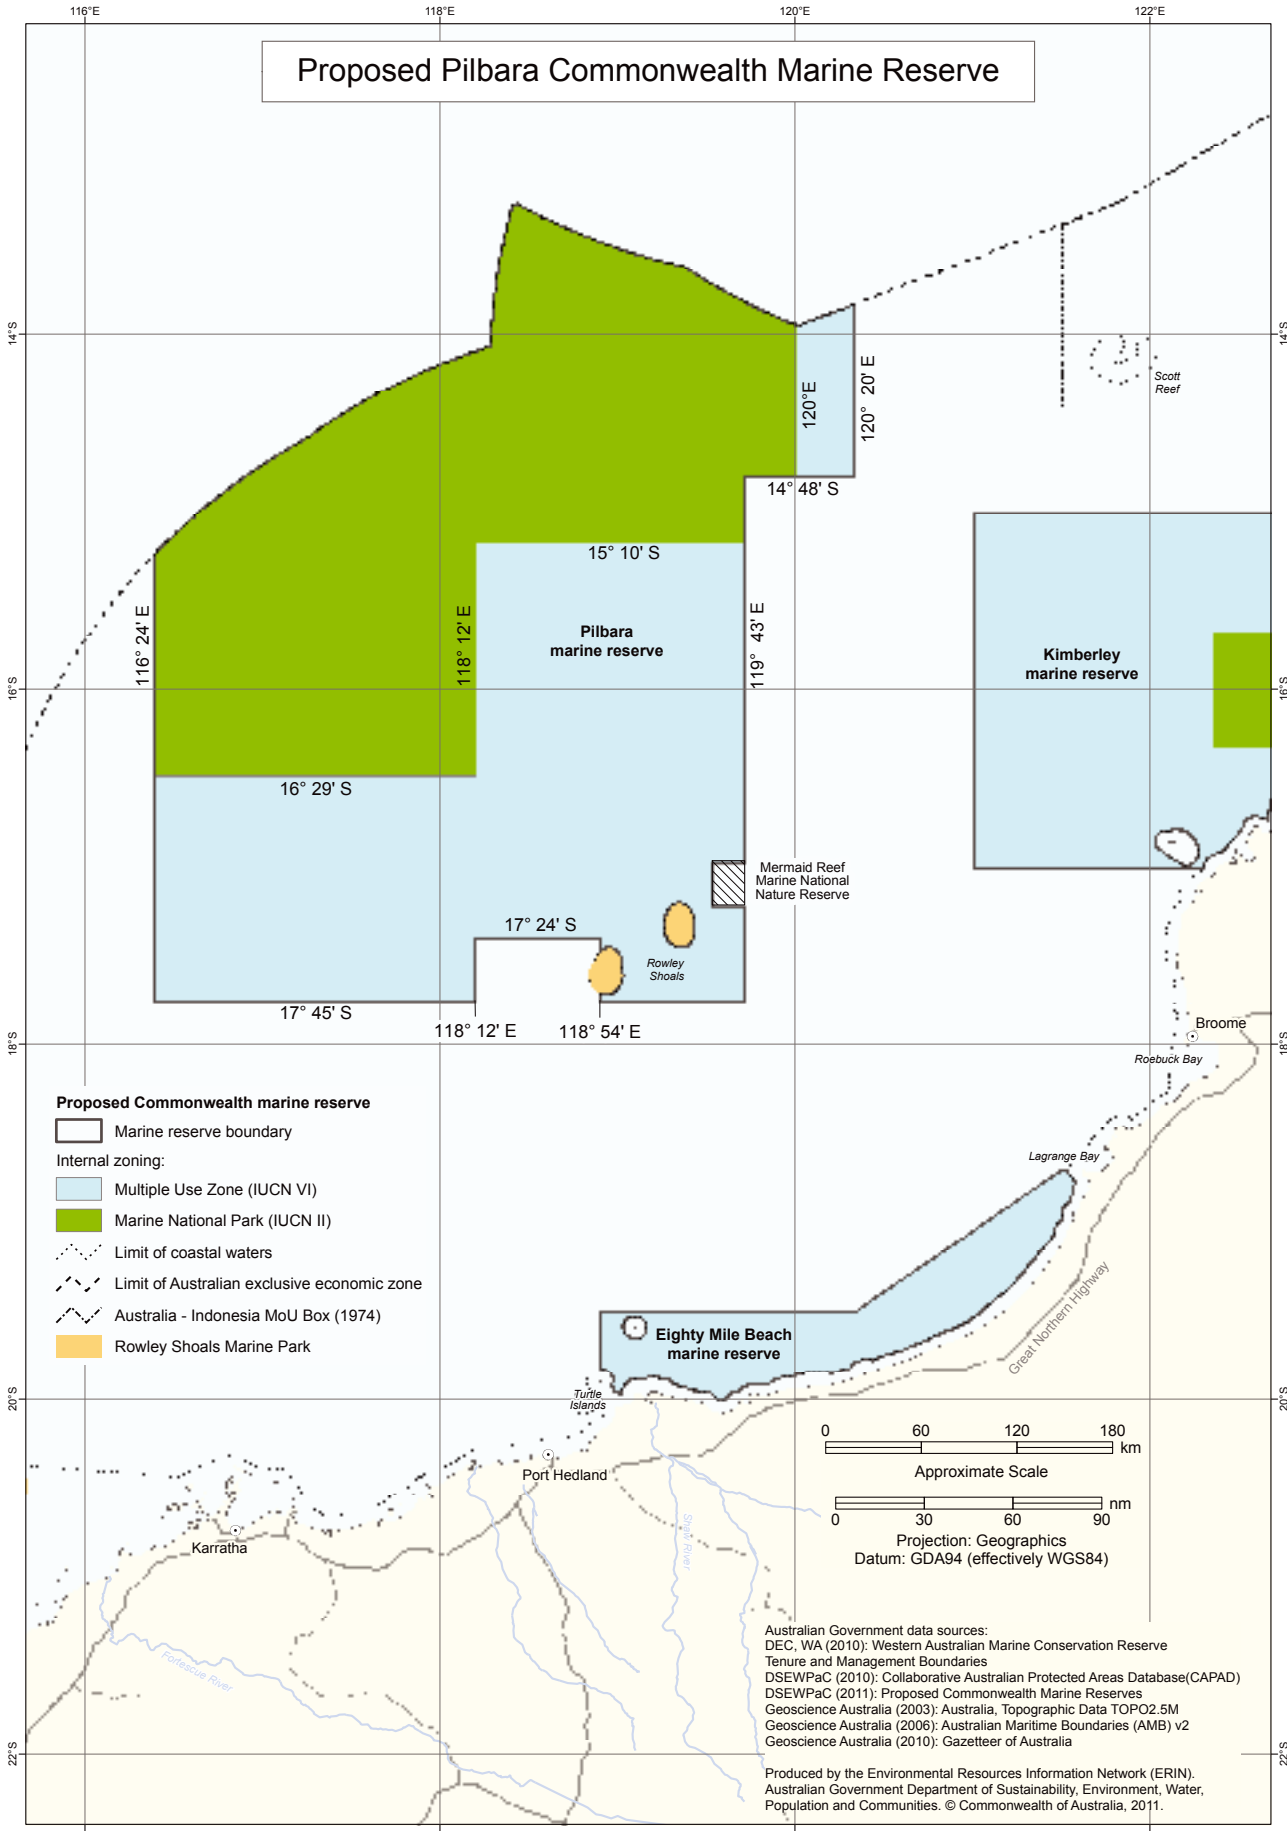 116°E
118°E
120°E
122°E
Proposed Pilbara Commonwealth Marine Reserve
14°S
14°S
Scott
Reef
120°E
120° 20' E
14° 48' S
15° 10' S
116° 24' E
118° 12' E
Pilbara
marine reserve
119° 43' E
Kimberley
marine reserve
16°S
16°S
16° 29' S
Mermaid Reef
Marine National
Nature Reserve
17° 24' S
Rowley
Shoals
17° 45' S
118° 12' E
118° 54' E
Broome
18°S
18°S
Roebuck Bay
Proposed Commonwealth marine reserve
Marine reserve boundary
Internal zoning:
Multiple Use Zone (IUCN VI)
Marine National Park (IUCN II)
Limit of coastal waters
Limit of Australian exclusive economic zone
Australia - Indonesia MoU Box (1974)
Rowley Shoals Marine Park
Lagrange Bay
Great Northern Highway
Eighty Mile Beach
marine reserve
Turtle
Islands
20°S
20°S
0 60 120 180 km
Approximate Scale
nm
0 30 60 90
Projection: Geographics
Datum: GDA94 (effectively WGS84)
Port Hedland
Karratha
Shaw River
Fortescue River
22°S
22°S
Australian Government data sources:
DEC, WA (2010): Western Australian Marine Conservation Reserve
Tenure and Management Boundaries
DSEWPaC (2010): Collaborative Australian Protected Areas Database(CAPAD)
DSEWPaC (2011): Proposed Commonwealth Marine Reserves
Geoscience Australia (2003): Australia, Topographic Data TOPO2.5M
Geoscience Australia (2006): Australian Maritime Boundaries (AMB) v2
Geoscience Australia (2010): Gazetteer of Australia
Produced by the Environmental Resources Information Network (ERIN).
Australian Government Department of Sustainability, Environment, Water,
Population and Communities. © Commonwealth of Australia, 2011.